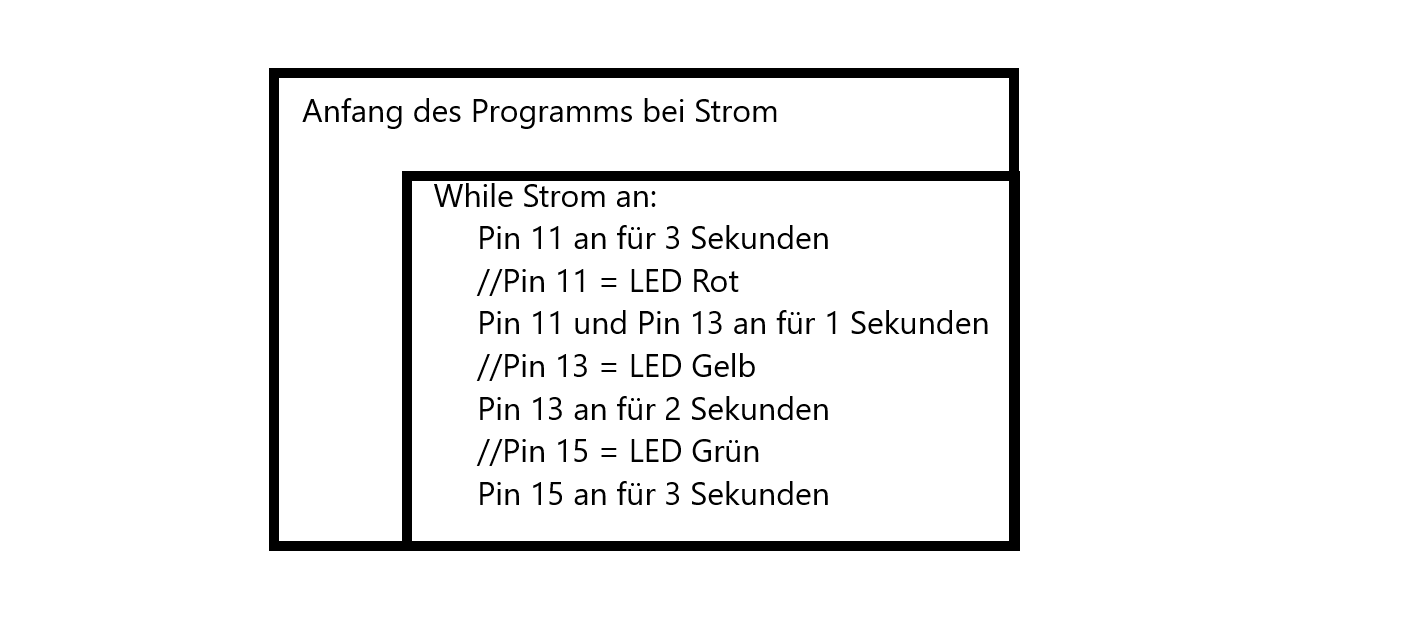 Anfang des Programms bei Strom
While Strom an:
Pin 11 an für 3 Sekunden
//Pin 11 = LED Rot
Pin 11 und Pin 13 an für 1 Sekunden
//Pin 13 = LED Gelb
Pin 13 an für 2 Sekunden
//Pin 15 = LED Grün
Pin 15 an für 3 Sekunden